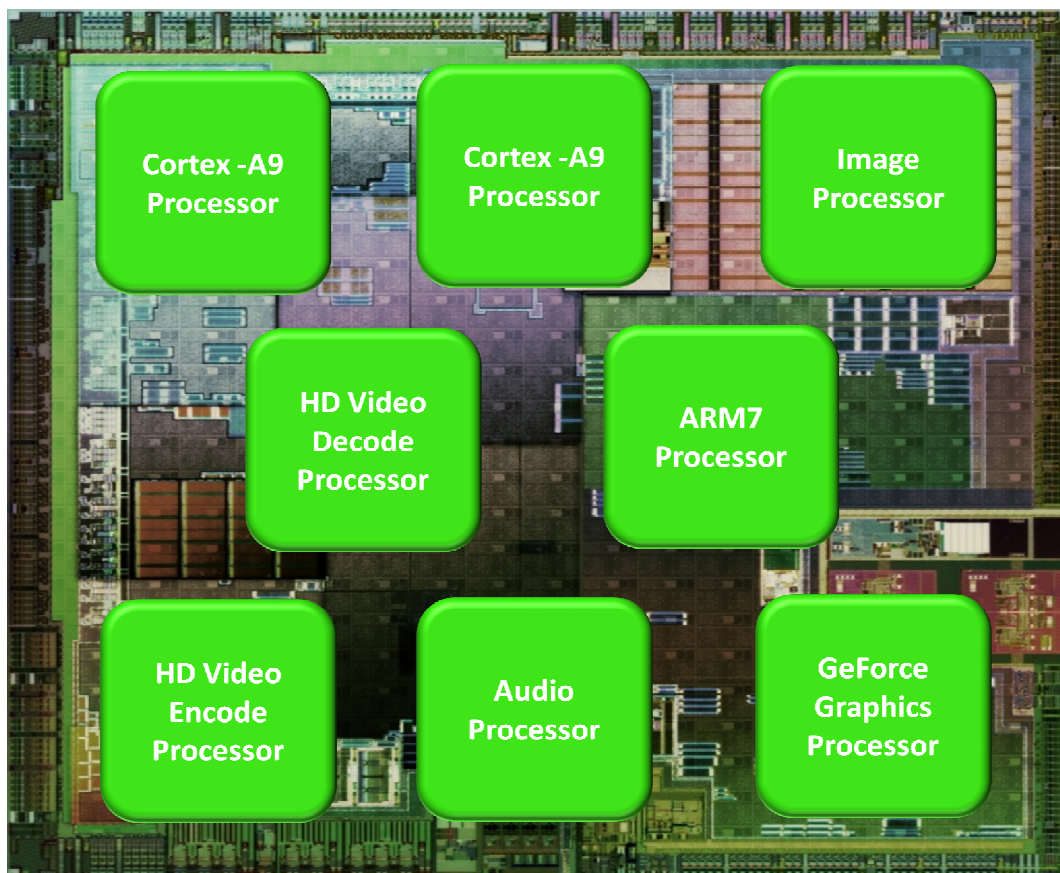 Cortex -A9
Processor
Cortex -A9
Processor
Image
Processor
HD Video
Decode
Processor
ARM7
Processor
HD Video
Encode
Processor
Audio
Processor
GeForce
Graphics
Processor